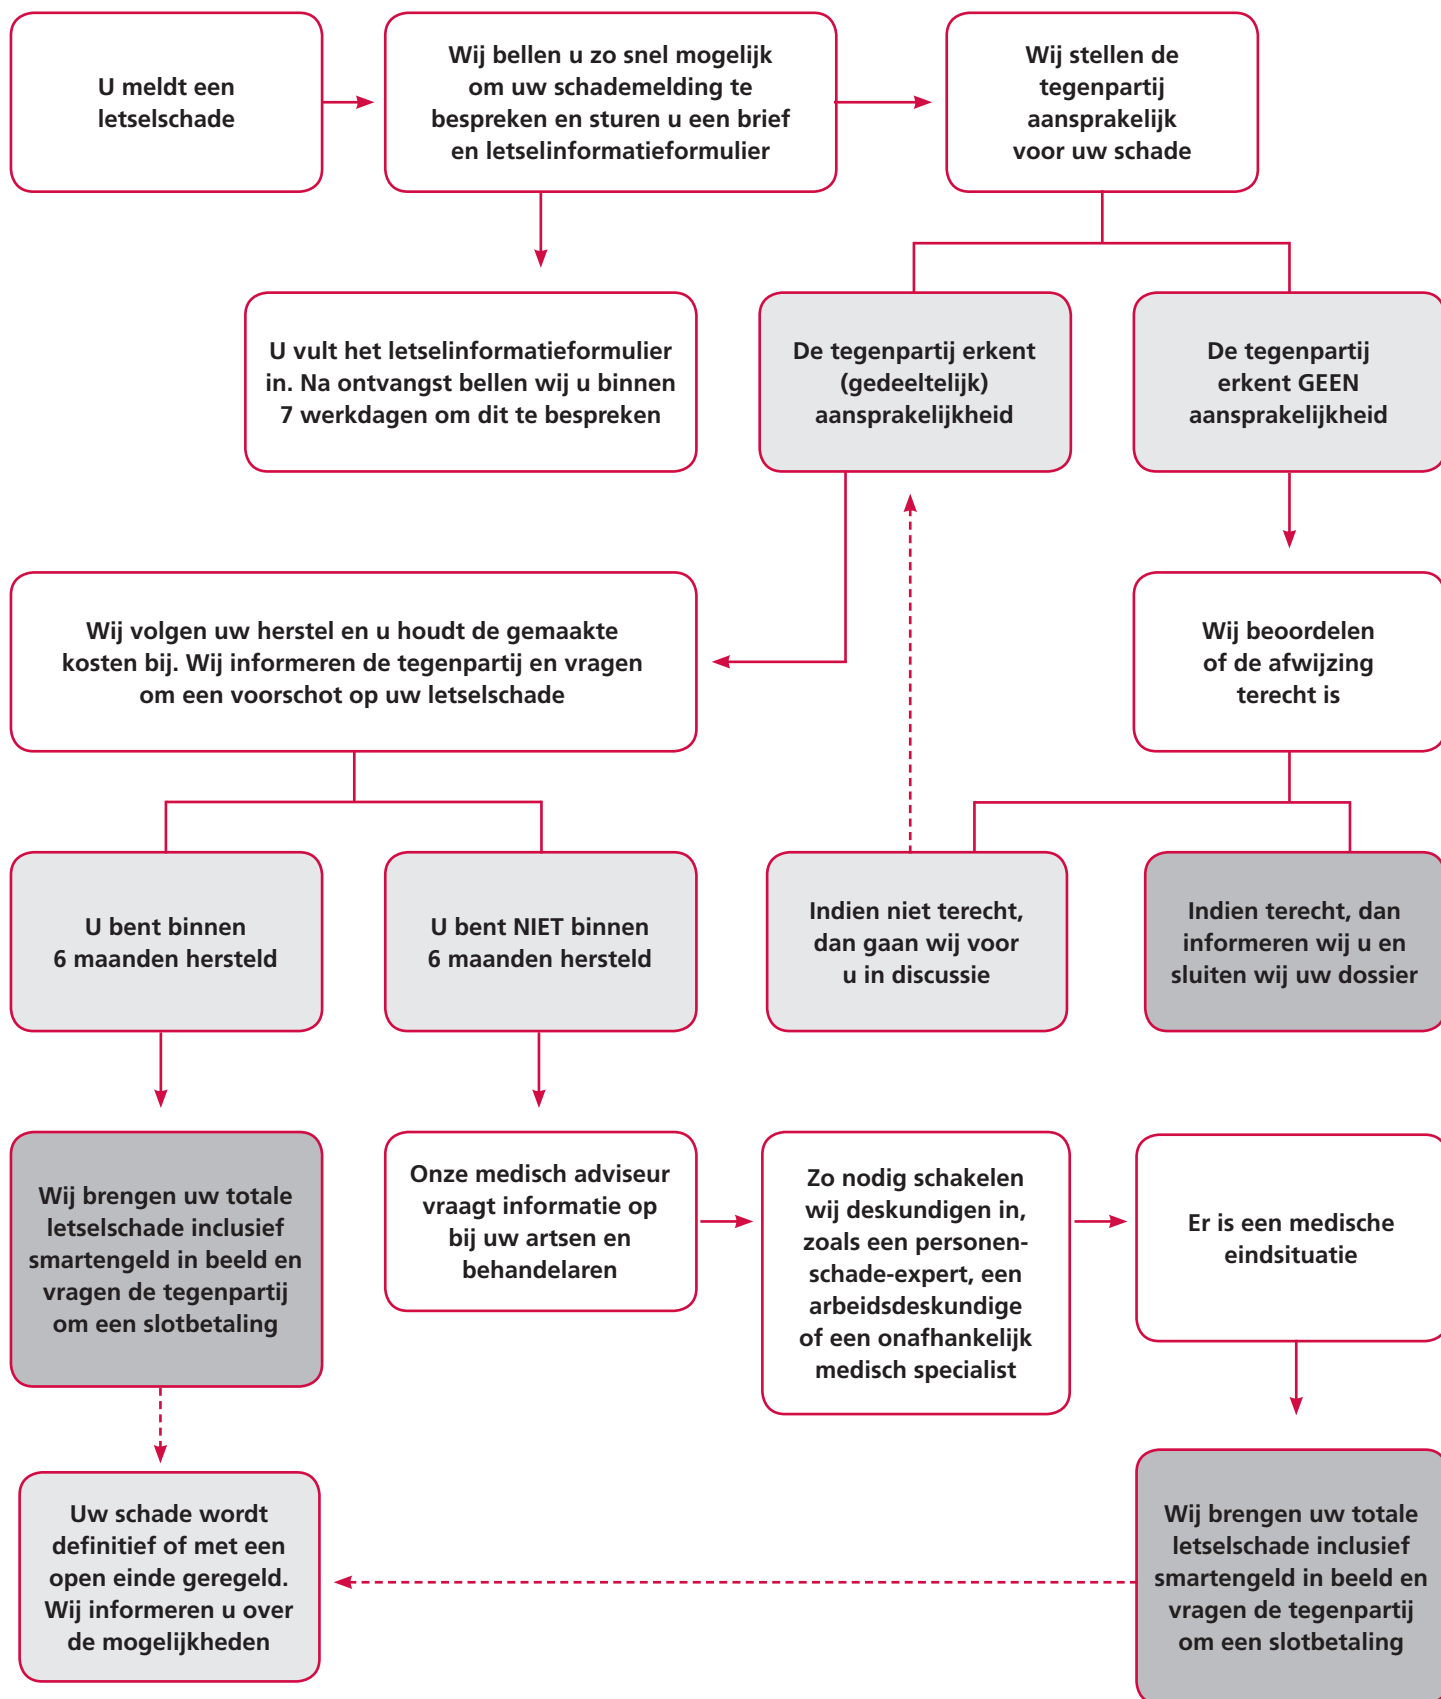 U meldt een
letselschade
Wij bellen u zo snel mogelijk
om uw schademelding te
bespreken en sturen u een brief
en letselinformatieformulier
Wij stellen de
tegenpartij
aansprakelijk
voor uw schade
U vult het letselinformatieformulier
in. Na ontvangst bellen wij u binnen
7 werkdagen om dit te bespreken
De tegenpartij erkent
(gedeeltelijk)
aansprakelijkheid
De tegenpartij
erkent GEEN
aansprakelijkheid
Wij volgen uw herstel en u houdt de gemaakte
kosten bij. Wij informeren de tegenpartij en vragen
om een voorschot op uw letselschade
Wij beoordelen
of de afwijzing
terecht is
U bent binnen
6 maanden hersteld
U bent NIET binnen
6 maanden hersteld
Indien niet terecht,
dan gaan wij voor
u in discussie
Indien terecht, dan
informeren wij u en
sluiten wij uw dossier
Wij brengen uw totale
letselschade inclusief
smartengeld in beeld en
vragen de tegenpartij
om een slotbetaling
Onze medisch adviseur
vraagt informatie op
bij uw artsen en
behandelaren
Zo nodig schakelen
wij deskundigen in,
zoals een personen-
schade-expert, een
arbeidsdeskundige
of een onafhankelijk
medisch specialist
Er is een medische
eindsituatie
Uw schade wordt
definitief of met een
open einde geregeld.
Wij informeren u over
de mogelijkheden
Wij brengen uw totale
letselschade inclusief
smartengeld in beeld en
vragen de tegenpartij
om een slotbetaling